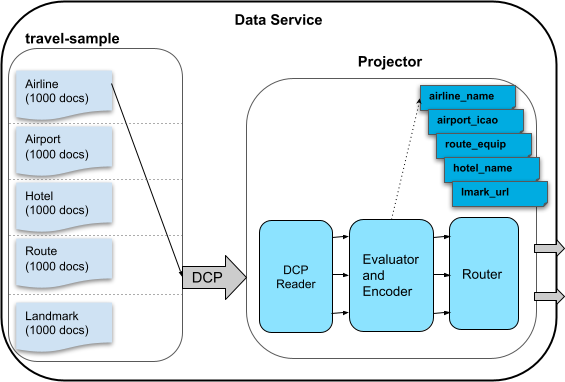 Data Service
travel-sample
Airline
(1000 docs)
Airport
(1000 docs)
Hotel
(1000 docs)
Route
(1000 docs)
Landmark
(1000 docs)
DCP
Projector
airline_name
airport_icao
route_equip
hotel_name
lmark_url
DCP
Reader
Evaluator
and
Encoder
Router